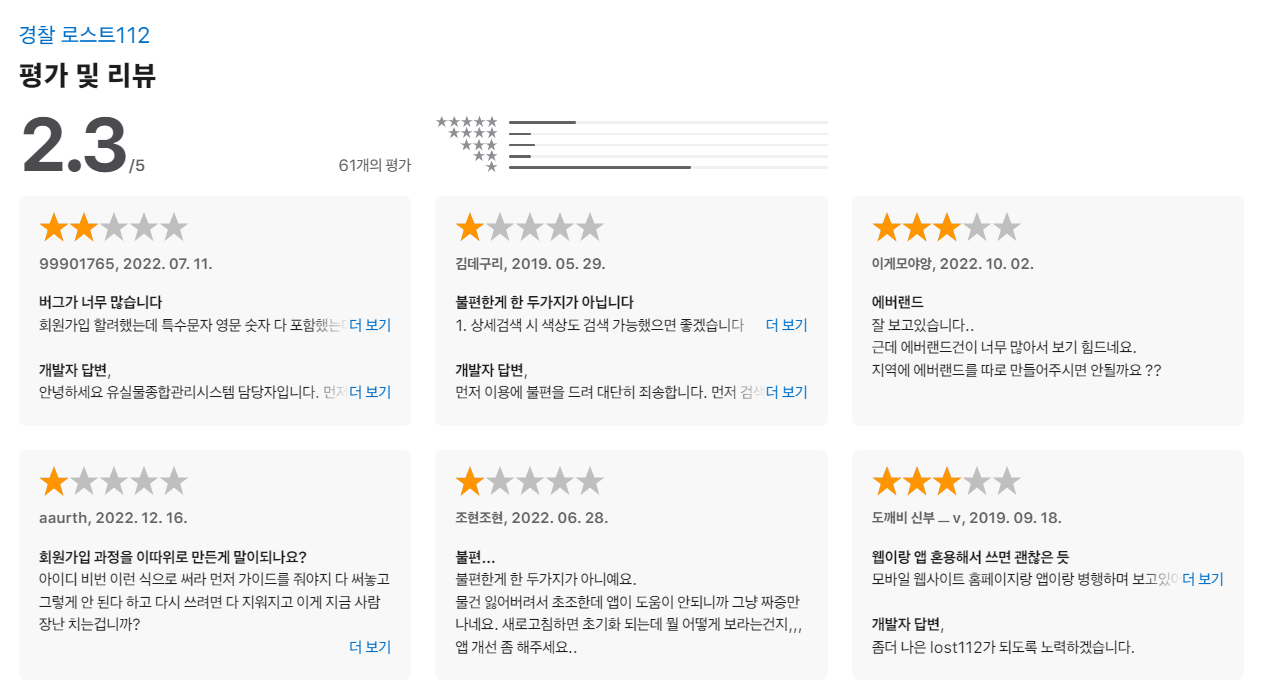 경찰 로스트112
평가 및 리뷰
2.3/5
61개의 평가
99901765, 2022. 07. 11.
버그가 너무 많습니다
회원가입 할려했는데 특수문자 영문 숫자 다 포함했는데 더 보기
개발자 답변,
안녕하세요 유실물종합관리시스템 담당자입니다. 먼저 더 보기
김데구리, 2019. 05. 29.
불편한게 한 두가지가 아닙니다
1. 상세검색 시 색상도 검색 가능했으면 좋겠습니다 더 보기
개발자 답변,
먼저 이용에 불편을 드려 대단히 죄송합니다. 먼저 검색 더 보기
이게모야앙, 2022. 10. 02.
에버랜드
잘 보고있습니다..
근데 에버랜드건이 너무 많아서 보기 힘드네요.
지역에 에버랜드를 따로 만들어주시면 안될까요 ??
aaurth, 2022. 12. 16.
회원가입 과정을 이따위로 만든게 말이되나요?
아이디 비번 이런 식으로 써라 먼저 가이드를 줘야지 다 써놓고
그렇게 안 된다 하고 다시 쓰려면 다 지워지고 이게 지금 사람
장난 치는겁니까?
더 보기
조현조현, 2022. 06. 28.
불편...
불편한게 한 두가지가 아니예요.
물건 잃어버려서 초조한데 앱이 도움이 안되니까 그냥 짜증만
나네요. 새로고침하면 초기화 되는데 뭘 어떻게 보라는건지,,,
앱 개선 좀 해주세요..
도깨비 신부 ㅡ v, 2019. 09. 18.
웹이랑 앱 혼용해서 쓰면 괜찮은 듯
모바일 웹사이트 홈페이지랑 앱이랑 병행하며 보고있 더 보기
개발자 답변,
좀더 나은 lost112가 되도록 노력하겠습니다.